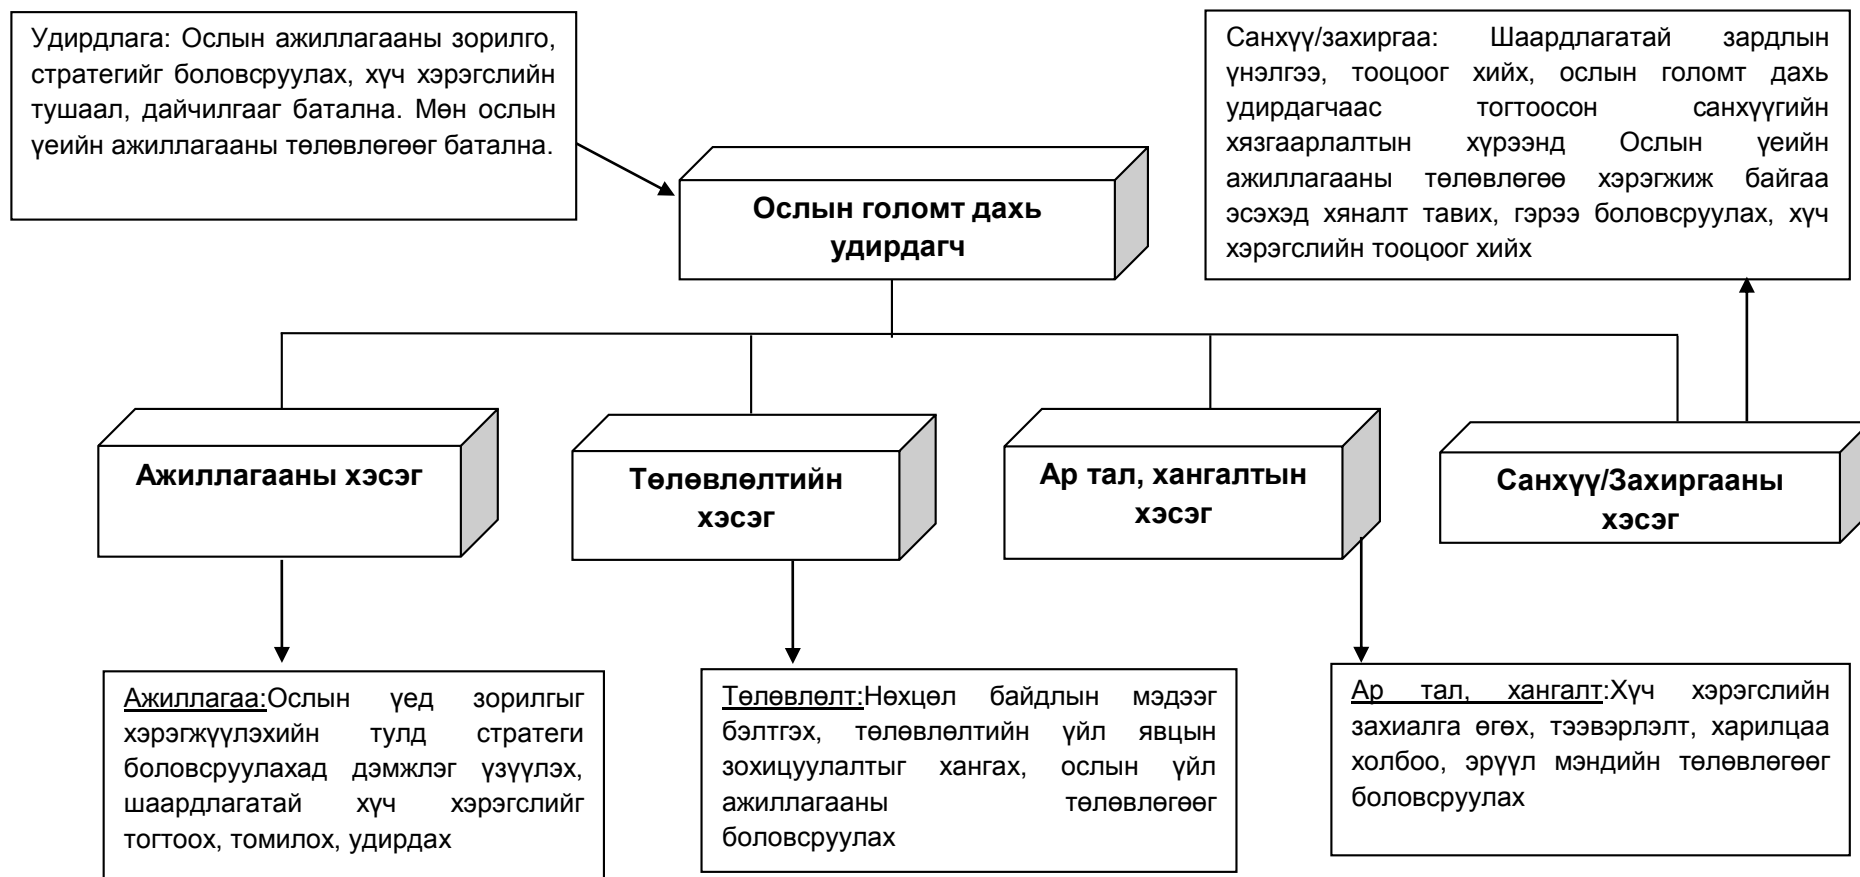 Удирдлага: Ослын ажиллагааны зорилго,
стратегийг боловсруулах, хүч хэрэгслийн
тушаал, дайчилгааг батална. Мөн ослын
үеийн ажиллагааны төлөвлөгөөг батална.
Санхүү/захиргаа: Шаардлагатай зардлын
үнэлгээ, тооцоог хийх, ослын голомт дахь
удирдагчаас тогтоосон санхүүгийн
хязгаарлалтын хүрээнд Ослын үеийн
ажиллагааны төлөвлөгөө хэрэгжиж байгаа
эсэхэд хяналт тавих, гэрээ боловсруулах, хүч
хэрэгслийн тооцоог хийх
Ослын голомт дахь
удирдагч
Ажиллагааны хэсэг
Төлөвлөлтийн
хэсэг
Ар тал, хангалтын
хэсэг
Санхүү/Захиргааны
хэсэг
Ажиллагаа:Ослын үед зорилгыг
хэрэгжүүлэхийн тулд стратеги
боловсруулахад дэмжлэг үзүүлэх,
шаардлагатай хүч хэрэгслийг
тогтоох, томилох, удирдах
Төлөвлөлт:Нөхцөл байдлын мэдээг
бэлтгэх, төлөвлөлтийн үйл явцын
зохицуулалтыг хангах, ослын үйл
ажиллагааны төлөвлөгөөг
боловсруулах
Ар тал, хангалт:Хүч хэрэгслийн
захиалга өгөх, тээвэрлэлт, харилцаа
холбоо, эрүүл мэндийн төлөвлөгөөг
боловсруулах